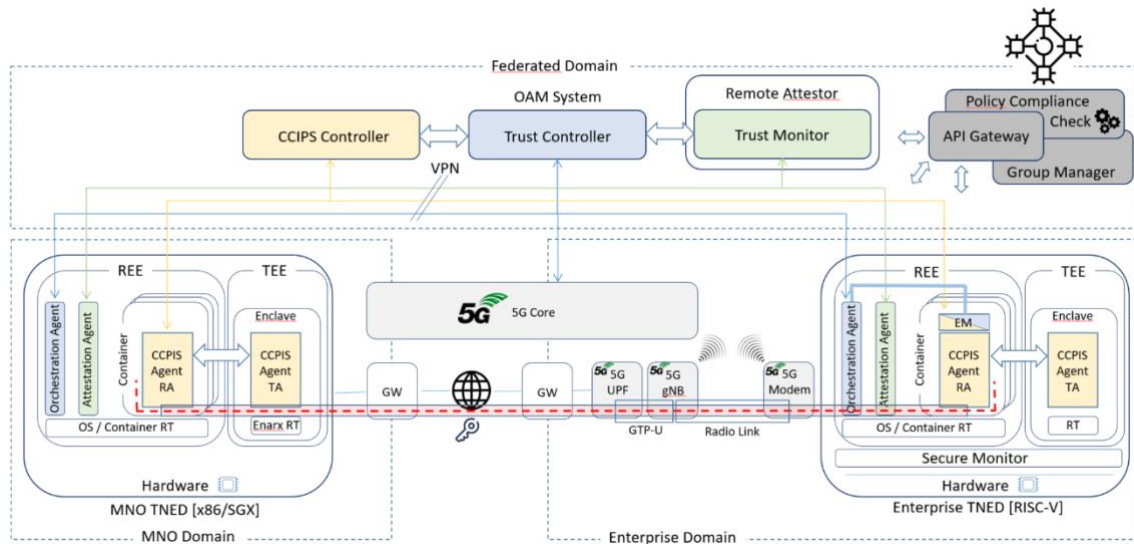 Federated Domain
OAM System
Remote Attestor
CCIPS Controller
Trust Controller
Trust Monitor
Policy Compliance
Check
API Gateway
Group Manager
VPN
REE
TEE
Orchestration Agent
Attestation Agent
Container
CCPIS
Agent
RA
Enclave
CCPIS
Agent
TA
OS / Container RT
Enarx RT
Hardware
MNO TNED [x86/SGX]
MNO Domain
5G
5G Core
GW
GW
5G
5G
UPF
5G
5G
gNB
5G
5G
Modem
GTP-U
Radio Link
REE
TEE
Orchestration Agent
Attestation Agent
Container
EM
CCPIS
Agent
RA
Enclave
CCPIS
Agent
TA
OS / Container RT
RT
Secure Monitor
Hardware
Enterprise TNED [RISC-V]
Enterprise Domain